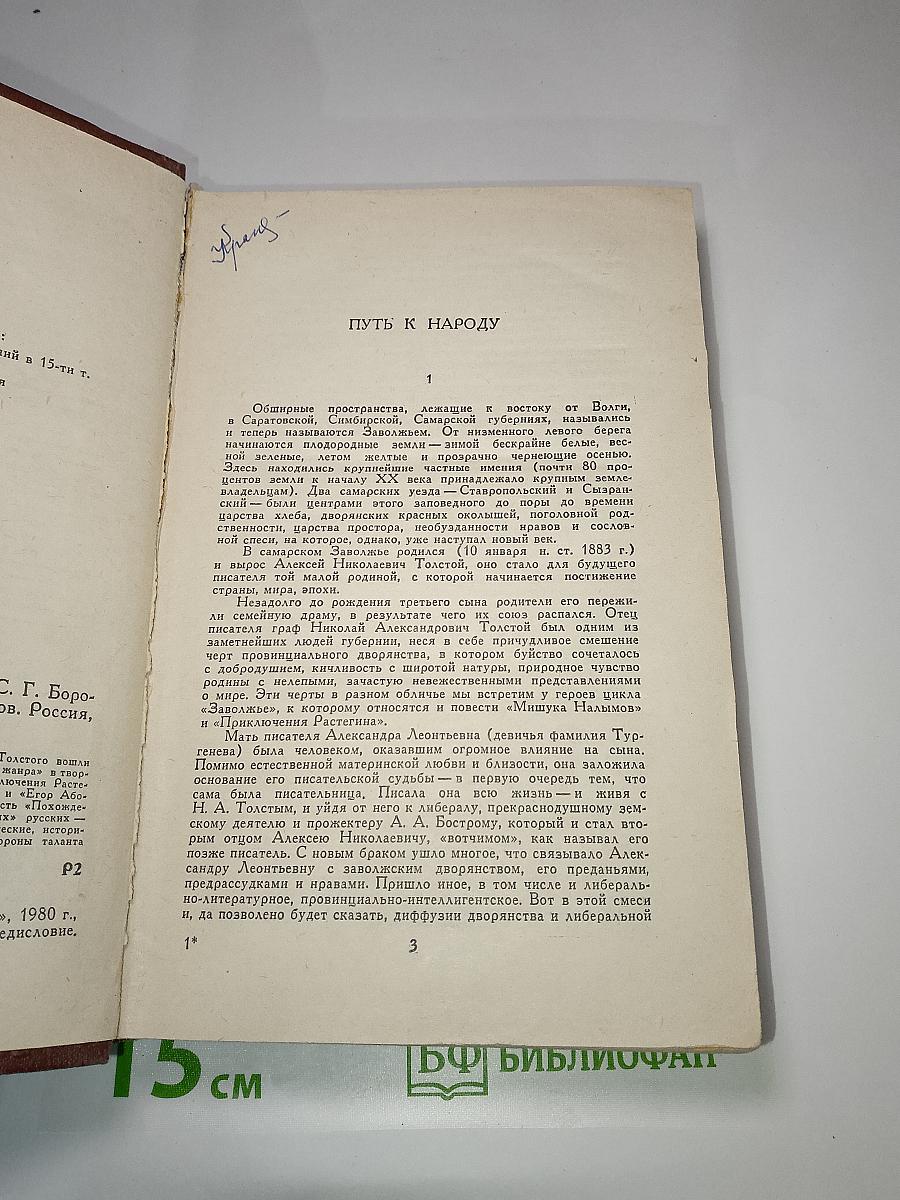 :
ний в 15-ти т.
я
С. Г. Боро-
ов. Россия,
Толстого вошли
жанра» в твор-
ключения Расте-
и «Егор Або-
сть «Похожде-
их» русских —
еские, истори-
ороны таланта
Р2
», 1980 г.,
едисловие.
ПУТЬ К НАРОДУ
1
Обширные пространства, лежащие к востоку от Волги,
в Саратовской, Симбирской, Самарской губерниях, назывались
и теперь называются Заволжьем. От низменного левого берега
начинаются плодородные земли — зимой бескрайне белые, вес-
ной зеленые, летом желтые и прозрачно чернеющие осенью.
Здесь находились крупнейшие частные имения (почти 80 про-
центов земли к началу XX века принадлежало крупным земле-
владельцам). Два самарских уезда — Ставропольский и Сызран-
ский — были центрами этого заповедного до поры до времени
царства хлеба, дворянских красных околышей, поголовной род-
ственности, царства простора, необузданности нравов и сослов-
ной спеси, на которое, однако, уже наступал новый век.
В самарском Заволжье родился (10 января н. ст. 1883 г.)
и вырос Алексей Николаевич Толстой, оно стало для будущего
писателя той малой родиной, с которой начинается постижение
страны, мира, эпохи.
Незадолго до рождения третьего сына родители его пережи-
ли семейную драму, в результате чего их союз распался. Отец
писателя граф Николай Александрович Толстой был одним из
заметнейших людей губернии, неся в себе причудливое смешение
черт провинциального дворянства, в котором буйство сочеталось
с добродушием, кичливость с широтой натуры, природное чувство
родины с нелепыми, зачастую невежественными представлениями
о мире. Эти черты в разном обличье мы встретим у героев цикла
«Заволжье», к которому относятся и повести «Мишука Налымов»
и «Приключения Растегина».
Мать писателя Александра Леонтьевна (девичья фамилия Тур-
генева) была человеком, оказавшим огромное влияние на сына.
Помимо естественной материнской любви и близости, она заложила
основание его писательской судьбы — в первую очередь тем, что
сама была писательница. Писала она всю жизнь — и живя с
Н. А. Толстым, и уйдя от него к либералу, прекраснодушному зем-
скому деятелю и прожектеру А. А. Бострому, который и стал вто-
рым отцом Алексею Николаевичу, «вотчимом», как называл его
позже писатель. С новым браком ушло многое, что связывало Алек-
сандру Леонтьевну с заволжским дворянством, его преданьями,
предрассудками и нравами. Пришло иное, в том числе и либераль-
но-литературное, провинциально-интеллигентское. Вот в этой смеси
и, да позволено будет сказать, диффузии дворянства и либеральной
1*
3
15 см
БФ БИБЛИОФАН